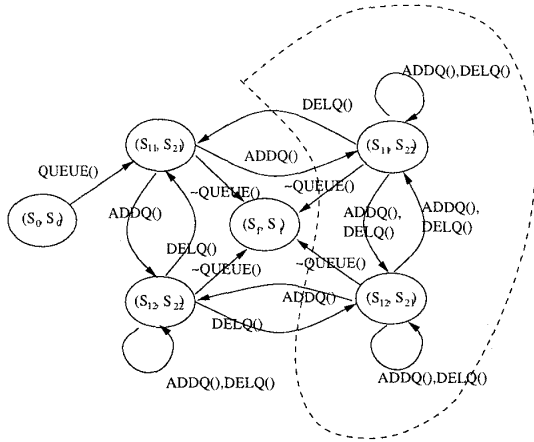 ADDQ(),DELQ()
DELQ()
(S11, S21)
(S11, S22)
ADDQ()
QUEUE()
~QUEUE()
~QUEUE()
ADDQ()
ADDQ(),
DELQ()
ADDQ(),
DELQ()
(S0, S0)
(Sf, Sf)
DELQ()
~QUEUE()
~QUEUE()
(S12, S22)
ADDQ()
(S12, S21)
DELQ()
ADDQ(),DELQ()
ADDQ(),DELQ()